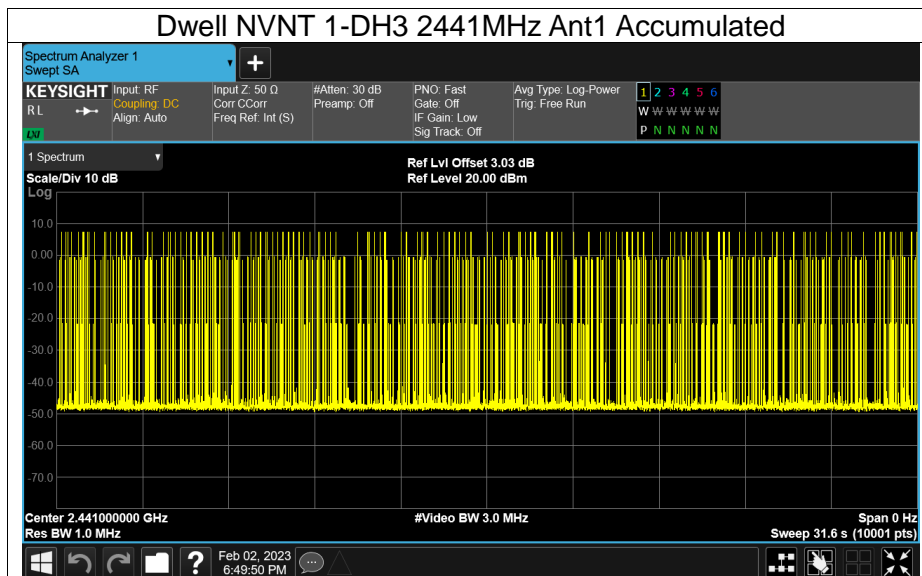 Dwell NVNT 1-DH3 2441MHz Ant1 Accumulated
Spectrum Analyzer 1
Swept SA
+
KEYSIGHT
RL
LXI
Input: RF
Coupling: DC
Align: Auto
Input Z: 50 Ω
Corr CCorr
Freq Ref: Int (S)
#Atten: 30 dB
Preamp: Off
PNO: Fast
Gate: Off
IF Gain: Low
Sig Track: Off
Avg Type: Log-Power
Trig: Free Run
1 2 3 4 5 6
W W W W W W
P N N N N N
1 Spectrum
Scale/Div 10 dB
Ref Lvl Offset 3.03 dB
Ref Level 20.00 dBm
Log
10.0
0.00
-10.0
-20.0
-30.0
-40.0
-50.0
-60.0
-70.0
Center 2.441000000 GHz
#Video BW 3.0 MHz
Span 0 Hz
Res BW 1.0 MHz
Sweep 31.6 s (10001 pts)
?
Feb 02, 2023
6:49:50 PM